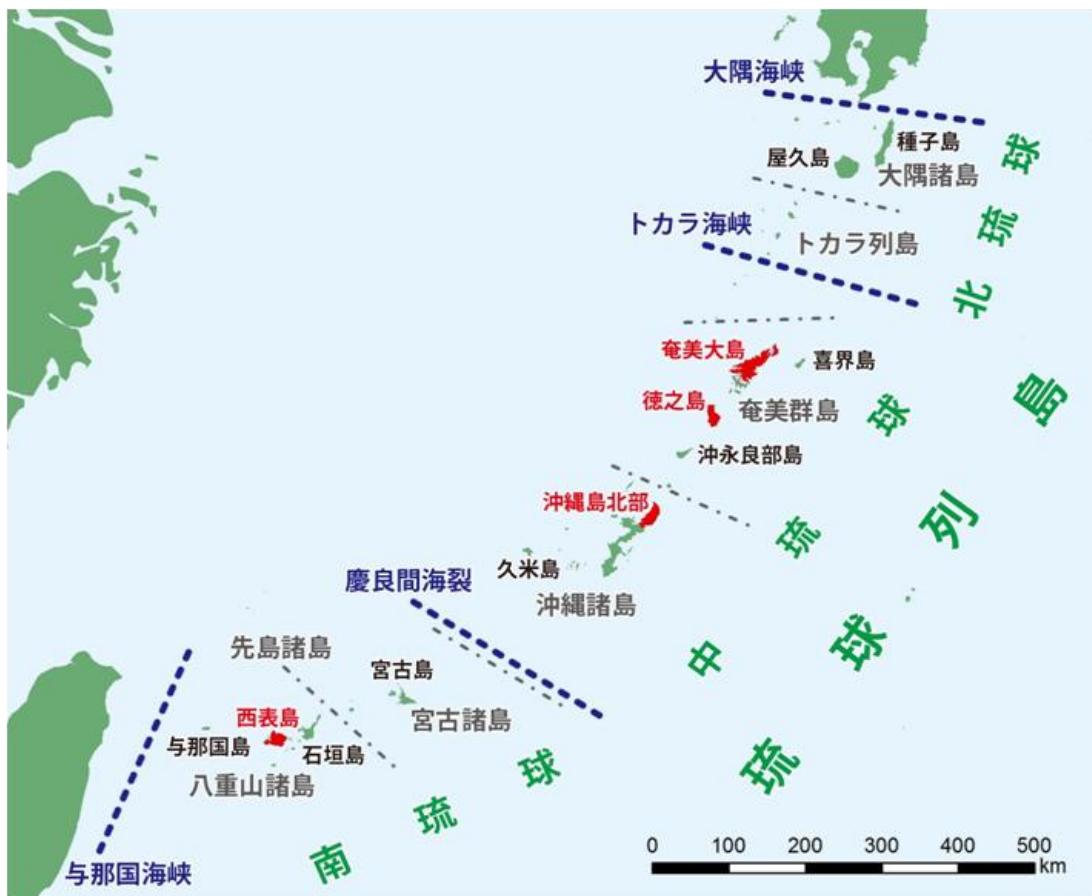 大隅海峡
種子島
屋久島
大隅諸島
トカラ海峡
トカラ列島
北琉球
奄美大島
喜界島
徳之島
奄美群島
沖永良部島
沖縄島北部
久米島
沖縄諸島
慶良間海裂
中琉球
琉球列島
先島諸島
宮古島
宮古諸島
西表島
与那国島
石垣島
八重山諸島
南琉球
与那国海峡
0 100 200 300 400 500
km